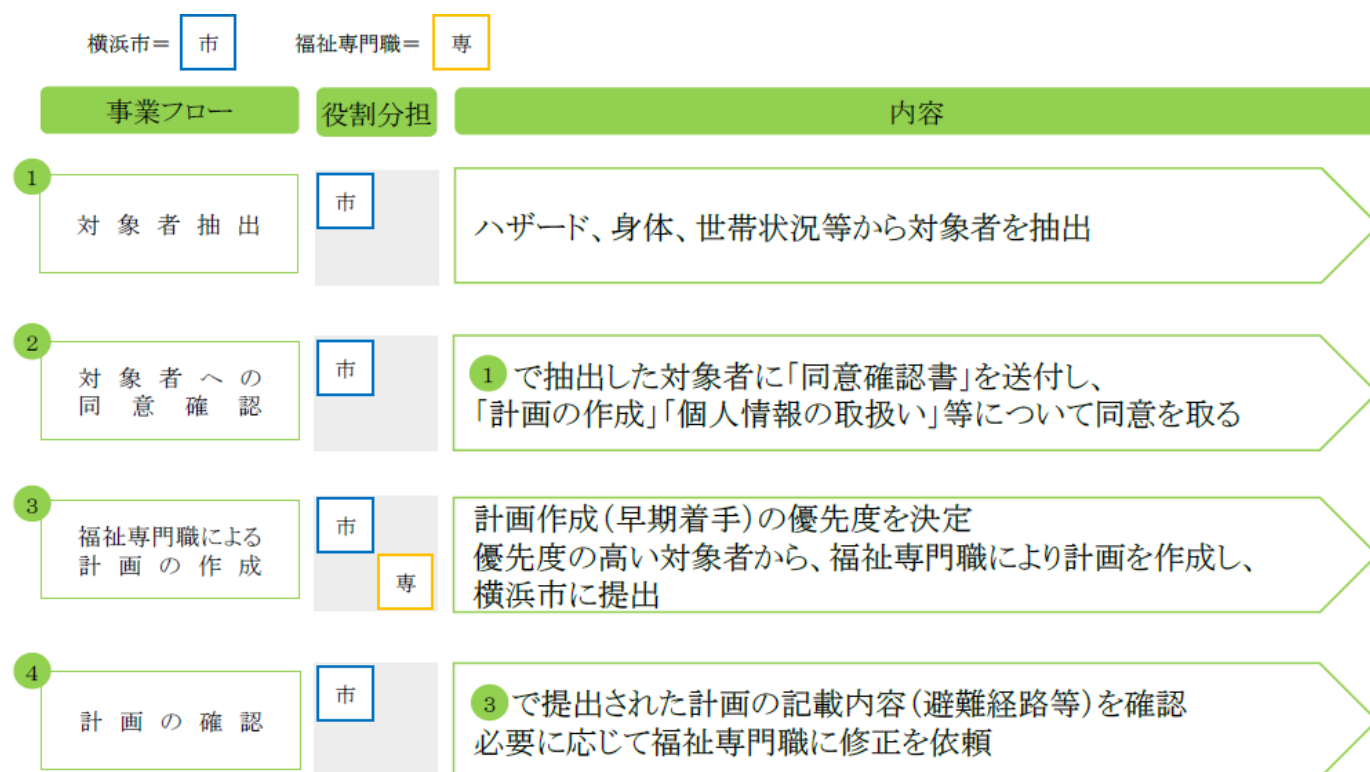 横浜市＝ 市 福祉専門職＝ 専
事業フロー 役割分担 内容
1
対象者抽出
市
ハザード、身体、世帯状況等から対象者を抽出
2
対象者への
同意確認
市
1 で抽出した対象者に「同意確認書」を送付し、
「計画の作成」「個人情報の取扱い」等について同意を取る
3
福祉専門職による
計画の作成
市
専
計画作成（早期着手）の優先度を決定
優先度の高い対象者から、福祉専門職により計画を作成し、
横浜市に提出
4
計画の確認
市
3 で提出された計画の記載内容（避難経路等）を確認
必要に応じて福祉専門職に修正を依頼